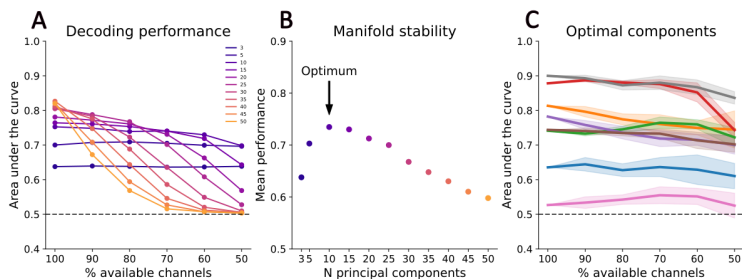 A
Decoding performance
1.0
0.9
0.8
0.7
0.6
0.5
0.4
Area under the curve
3
5
10
15
20
25
30
35
40
45
50
100 90 80 70 60 50
% available channels
B
Manifold stability
0.9
0.8
0.7
0.6
0.5
Mean performance
Optimum
3 5 10 15 20 25 30 35 40 45 50
N principal components
C
Optimal components
1.0
0.9
0.8
0.7
0.6
0.5
0.4
Area under the curve
100 90 80 70 60 50
% available channels